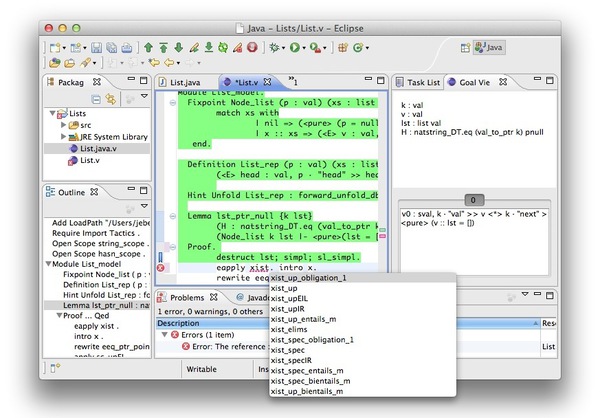 Java – Lists/List.v – Eclipse
Java
Packag
List.java
*List.v
»1
Task List
Goal Vie
Lists
src
JRE System Library
List.java.v
List.v
Module List_model.
Fixpoint Node_list (p : val) (xs : list
match xs with
| nil => (<pure> (p = null
| x :: xs => (<E> v : val,
end.
Definition List_rep (p : val) (xs : list
(<E> head : val, p · "head" >> hea
Hint Unfold List_rep : forward_unfold_db
Lemma lst_ptr_null {k lst}
(H : natstring_DT.eq (val_to_ptr k)
(Node_list k lst |- <pure>(lst =
Proof.
destruct lst; simpl; sl_simpl.
eapply xist. intro x.
rewrite eeq
k : val
v : val
lst : list val
H : natstring_DT.eq (val_to_ptr k) pnull
0
v0 : sval, k · "val" >> v <*> k · "next" >
<pure> (v :: lst = [])
Outline
Add LoadPath "/Users/jebe
Require Import Tactics .
Open Scope string_scope .
Open Scope hasn_scope .
Module List_model
Fixpoint Node_list ( p :
Definition List_rep ( p :
Hint Unfold List_rep : for
Lemma lst_ptr_null : nat
Proof ... Qed
eapply xist .
intro x .
rewrite eeq_ptr_poin
xist_up_obligation_1
xist_up
xist_upEIL
xist_upIR
xist_up_entails_m
xist_elims
xist_spec_obligation_1
xist_spec
xist_specIR
xist_spec_entails_m
xist_spec_bientails_m
xist_up_bientails_m
Problems
Javado
1 error, 0 warnings, 0 others
Description
Reso
Errors (1 item)
Error: The reference
List
Writable
Ins